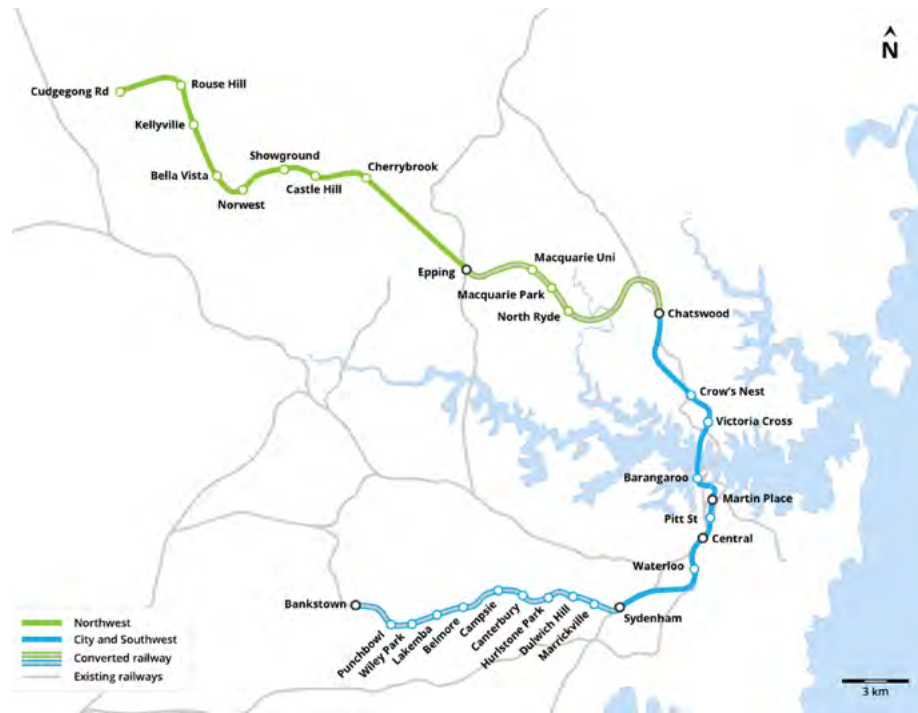 N
Cudgegong Rd
Rouse Hill
Kellyville
Bella Vista
Norwest
Showground
Castle Hill
Cherrybrook
Epping
Macquarie Uni
Macquarie Park
North Ryde
Chatswood
Crow's Nest
Victoria Cross
Barangaroo
Martin Place
Pitt St
Central
Waterloo
Sydenham
Marrickville
Dulwich Hill
Hurlstone Park
Canterbury
Campsie
Belmore
Lakemba
Wiley Park
Punchbowl
Bankstown
Northwest
City and Southwest
Converted railway
Existing railways
3 km